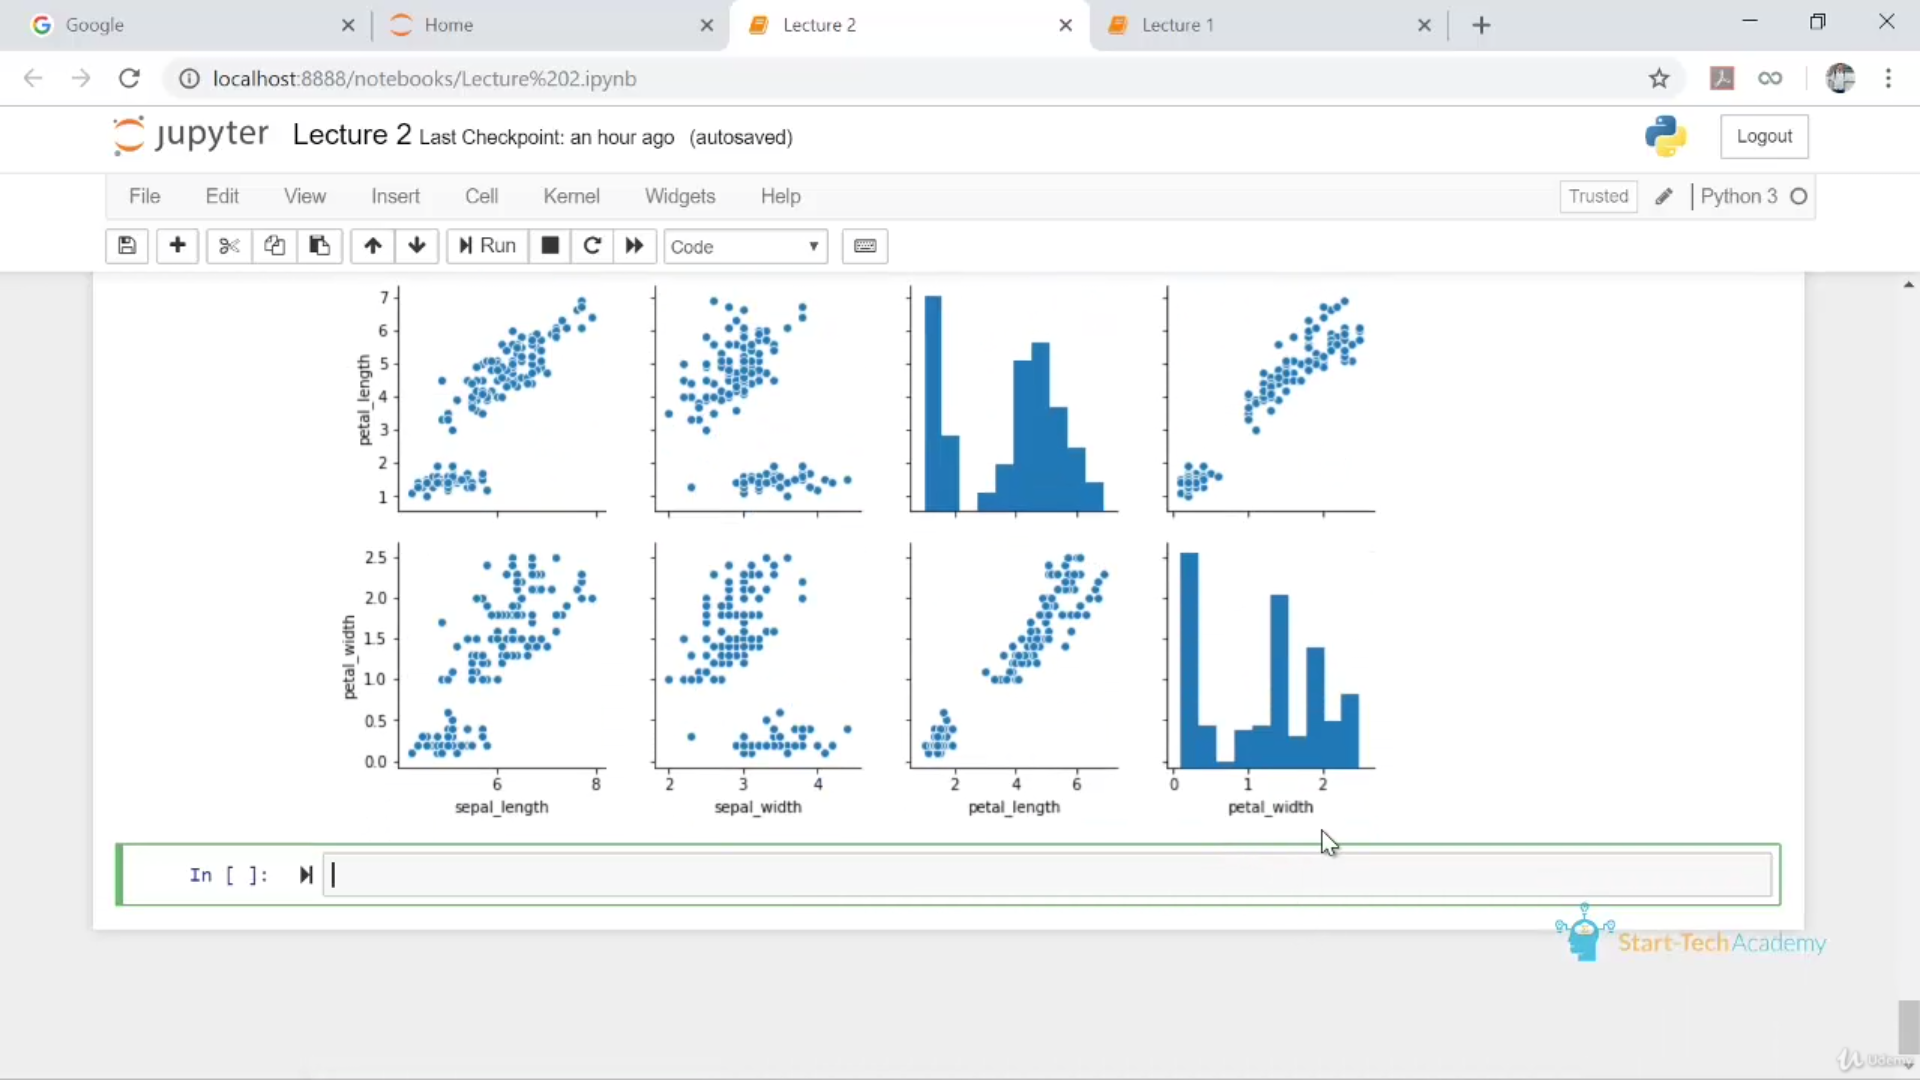 Google
Home
Lecture 2
Lecture 1
localhost:8888/notebooks/Lecture%202.ipynb
jupyter Lecture 2 Last Checkpoint: an hour ago (autosaved)
Logout
File Edit View Insert Cell Kernel Widgets Help
Trusted
Python 3
Run
Code
7
6
5
4
3
2
1
petal_length
2.5
2.0
1.5
1.0
0.5
0.0
petal_width
6 8
2 3 4
2 4 6
0 1 2
sepal_length
sepal_width
petal_length
petal_width
In [ ]:
Start-Tech Academy
Udemy